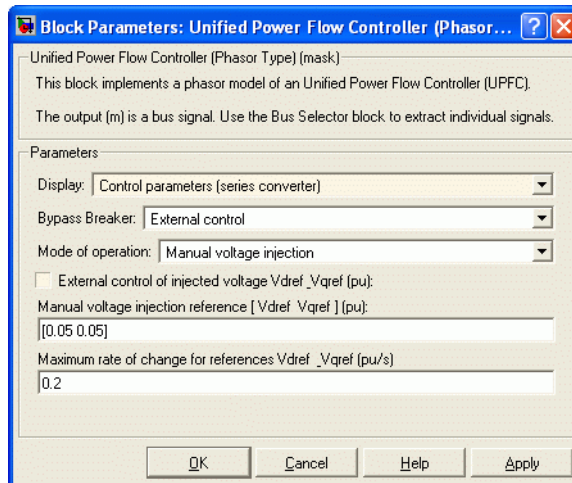 Block Parameters: Unified Power Flow Controller (Phasor...
Unified Power Flow Controller (Phasor Type) (mask)
This block implements a phasor model of an Unified Power Flow Controller (UPFC).
The output (m) is a bus signal. Use the Bus Selector block to extract individual signals.
Parameters
Display: Control parameters (series converter)
Bypass Breaker: External control
Mode of operation: Manual voltage injection
External control of injected voltage Vdref_Vqref (pu):
Manual voltage injection reference [ Vdref Vqref ] (pu):
[0.05 0.05]
Maximum rate of change for references Vdref_Vqref (pu/s)
0.2
OK Cancel Help Apply